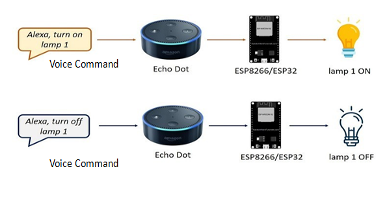 Alexa, turn on
lamp 1
Voice Command
Echo Dot
ESP8266/ESP32
lamp 1 ON
Alexa, turn off
lamp 1
Voice Command
Echo Dot
ESP8266/ESP32
lamp 1 OFF